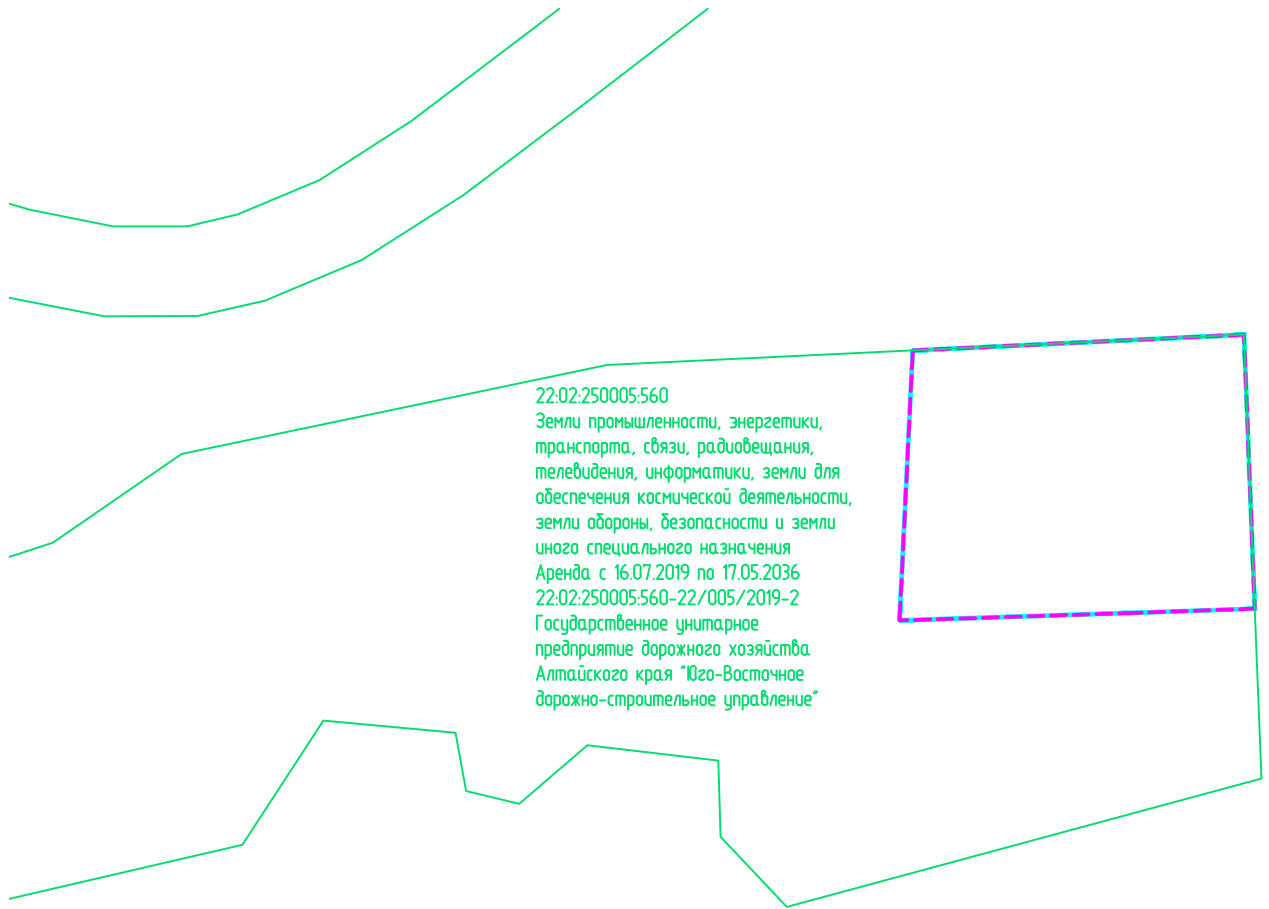 22:02:250005:560
Земли промышленности, энергетики,
транспорта, связи, радиовещания,
телевидения, информатики, земли для
обеспечения космической деятельности,
земли обороны, безопасности и земли
иного специального назначения
Аренда с 16.07.2019 по 17.05.2036
22:02:250005:560-22/005/2019-2
Государственное унитарное
предприятие дорожного хозяйства
Алтайского края "Юго-Восточное
дорожно-строительное управление"